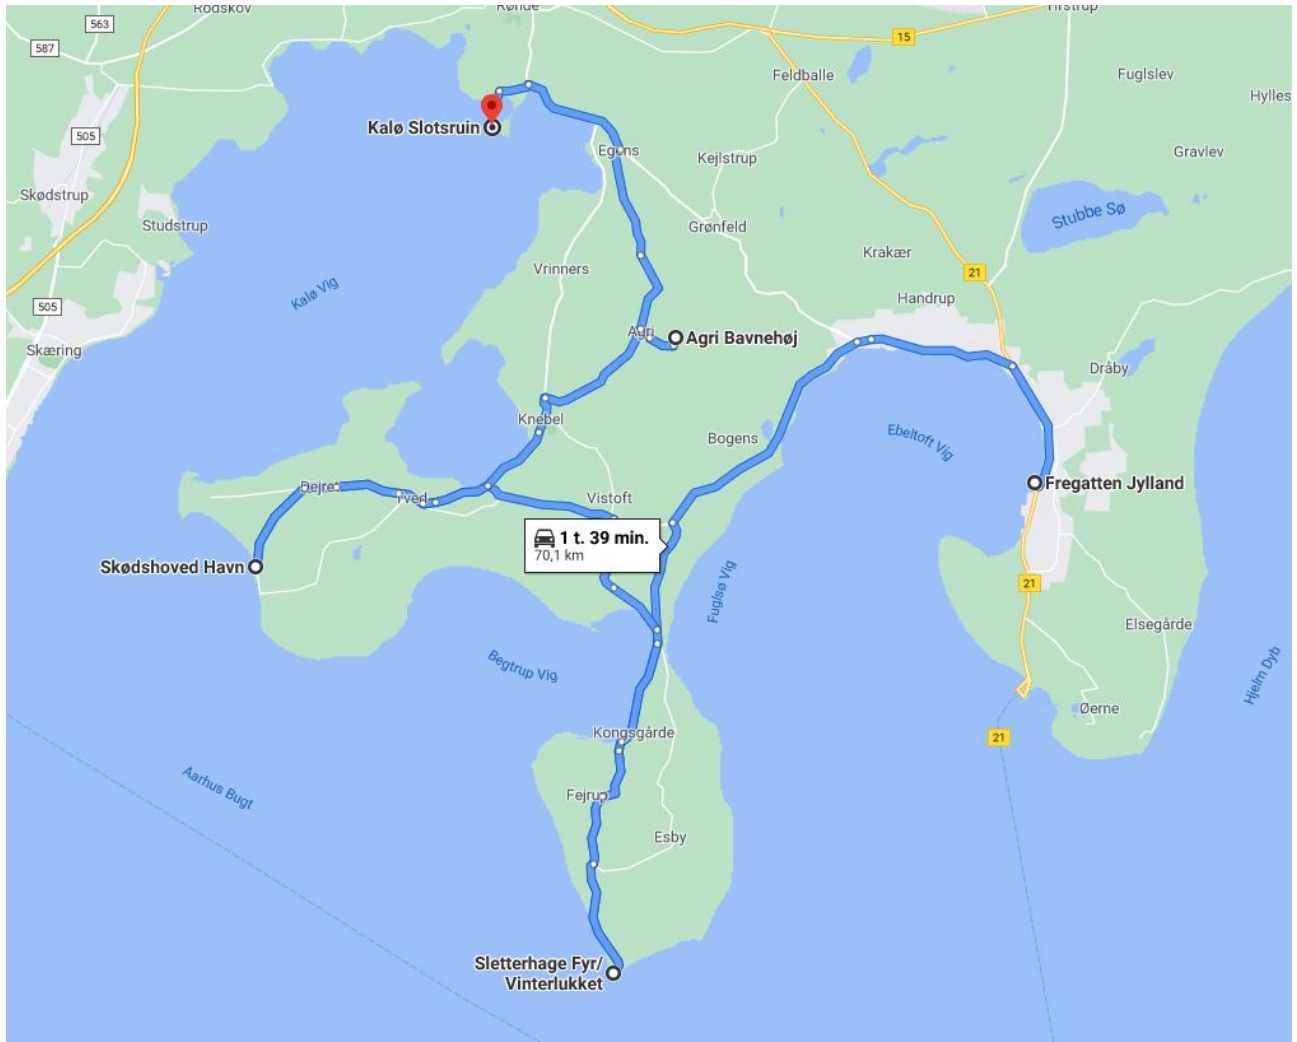 Rodskov
Rønde
Tirstrup
563
587
15
Feldballe
Fuglslev
Hylles
Kalø Slotsruin
505
Egens
Kejlstrup
Gravlev
Skødstrup
Studstrup
Stubbe Sø
Grønfeld
Krakær
Vrinners
21
Kalø Vig
Handrup
505
Agri
Agri Bavnehøj
Skæring
Dråby
Knebel
Bogens
Ebeltoft Vig
Dejret
Tved
Vistoft
Fregatten Jylland
1 t. 39 min.
70,1 km
Skødshoved Havn
Fuglsø Vig
21
Elsegårde
Begtrup Vig
Hjelm Dyb
Øerne
Kongsgårde
21
Aarhus Bugt
Fejrup
Esby
Sletterhage Fyr/
Vinterlukket